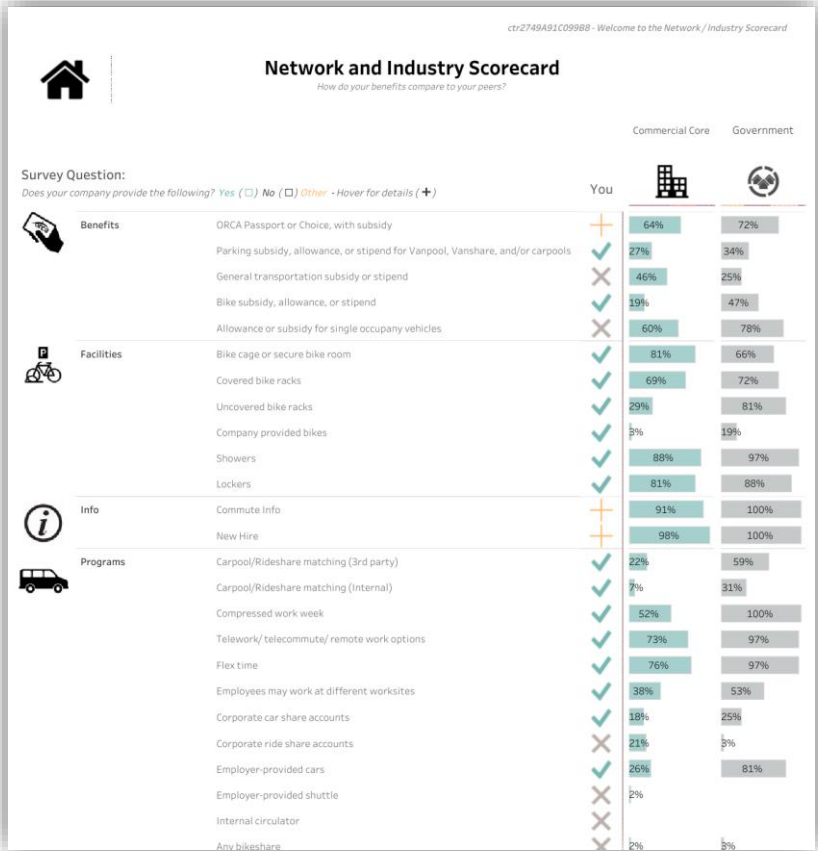 ctr2749A91C09988 - Welcome to the Network / Industry Scorecard
Network and Industry Scorecard
How do your benefits compare to your peers?
Commercial Core Government
Survey Question:
Does your company provide the following? Yes (□) No (□) Other - Hover for details (+)
You
Benefits ORCA Passport or Choice, with subsidy 64% 72%
Parking subsidy, allowance, or stipend for Vanpool, Vanshare, and/or carpools 27% 34%
General transportation subsidy or stipend 46% 25%
Bike subsidy, allowance, or stipend 19% 47%
Allowance or subsidy for single occupany vehicles 60% 78%
P
Facilities Bike cage or secure bike room 81% 66%
Covered bike racks 69% 72%
Uncovered bike racks 29% 81%
Company provided bikes 3% 19%
Showers 88% 97%
Lockers 81% 88%
i
Info Commute Info 91% 100%
New Hire 98% 100%
Programs Carpool/Rideshare matching (3rd party) 22% 59%
Carpool/Rideshare matching (Internal) 7% 31%
Compressed work week 52% 100%
Telework/ telecommute/ remote work options 73% 97%
Flex time 76% 97%
Employees may work at different worksites 38% 53%
Corporate car share accounts 18% 25%
Corporate ride share accounts 21% 3%
Employer-provided cars 26% 81%
Employer-provided shuttle 2%
Internal circulator
Any bikeshare 2% 3%